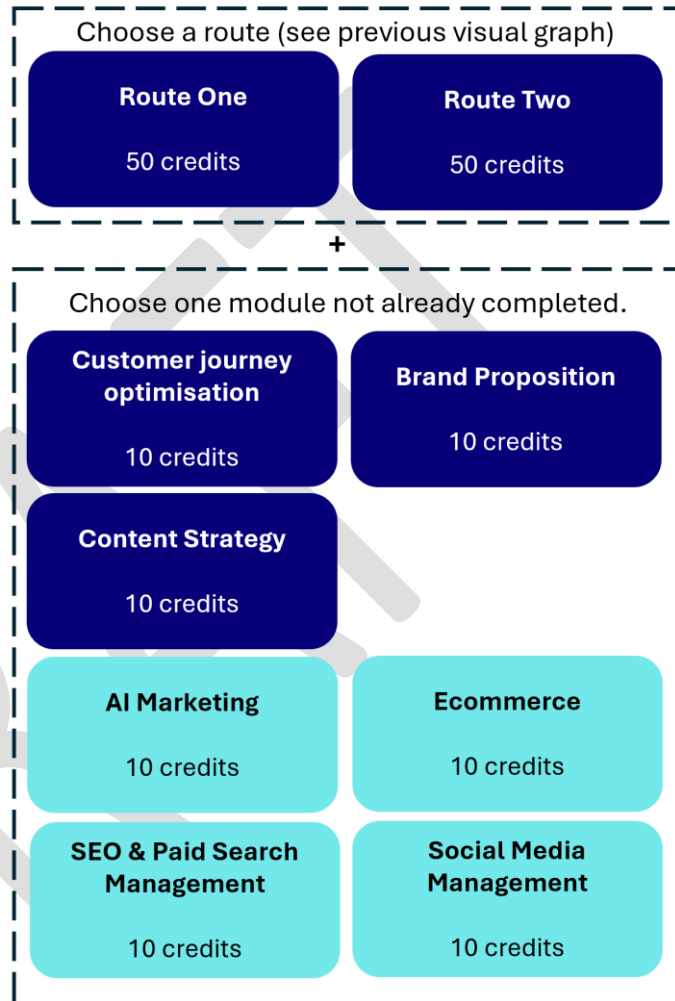 Choose a route (see previous visual graph)
Route One
50 credits
Route Two
50 credits
+
Choose one module not already completed.
Customer journey
optimisation
10 credits
Brand Proposition
10 credits
Content Strategy
10 credits
AI Marketing
10 credits
Ecommerce
10 credits
SEO & Paid Search
Management
10 credits
Social Media
Management
10 credits